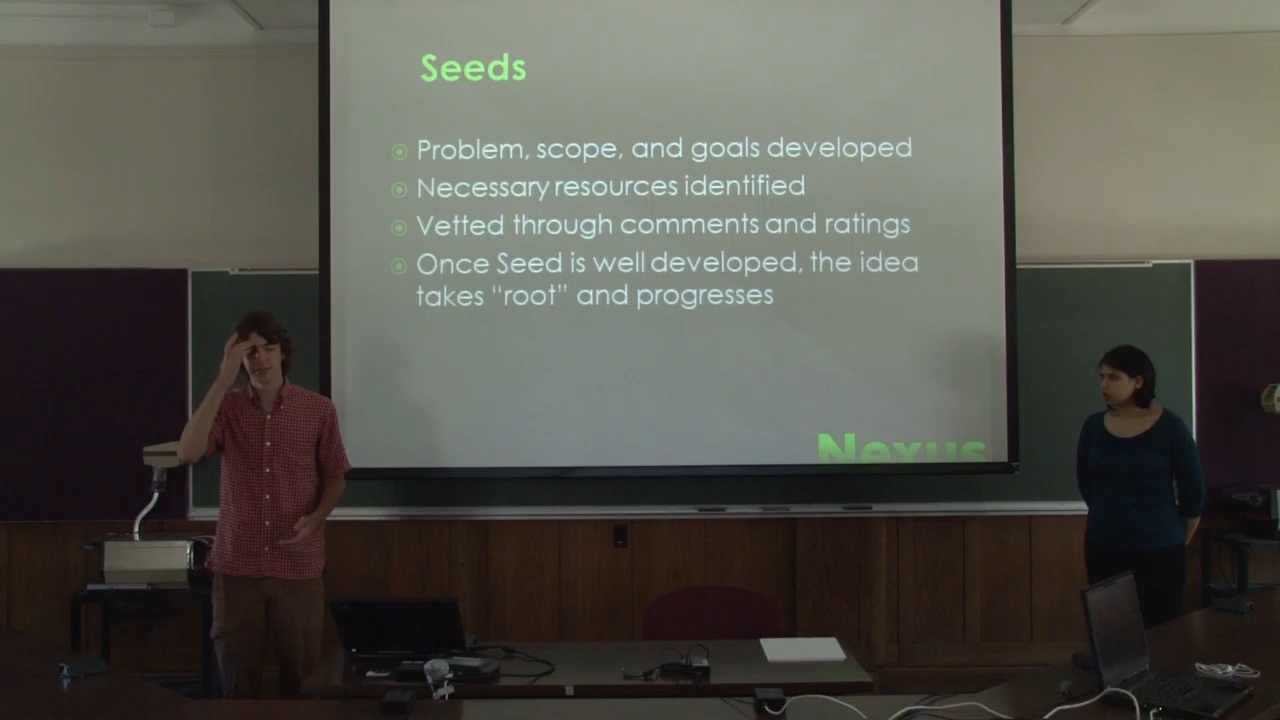 Seeds
Problem, scope, and goals developed
Necessary resources identified
Vetted through comments and ratings
Once Seed is well developed, the idea
takes “root” and progresses
Nexus